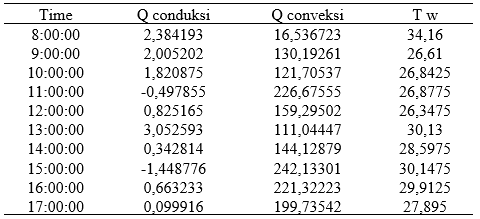 Time Q conduksi Q conveksi T w
8:00:00 2,384193 16,536723 34,16
9:00:00 2,005202 130,19261 26,61
10:00:00 1,820875 121,70537 26,8425
11:00:00 -0,497855 226,67555 26,8775
12:00:00 0,825165 159,29502 26,3475
13:00:00 3,052593 111,04447 30,13
14:00:00 0,342814 144,12879 28,5975
15:00:00 -1,448776 242,13301 30,1475
16:00:00 0,663233 221,32223 29,9125
17:00:00 0,099916 199,73542 27,895